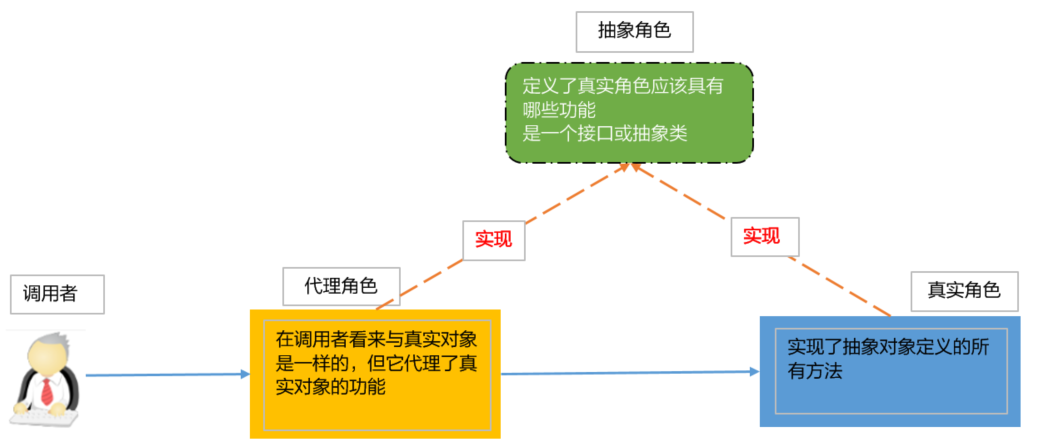 抽象角色
定义了真实角色应该具有
哪些功能
是一个接口或抽象类
实现
实现
调用者
代理角色
真实角色
在调用者看来与真实对象
是一样的，但它代理了真
实对象的功能
实现了抽象对象定义的所
有方法